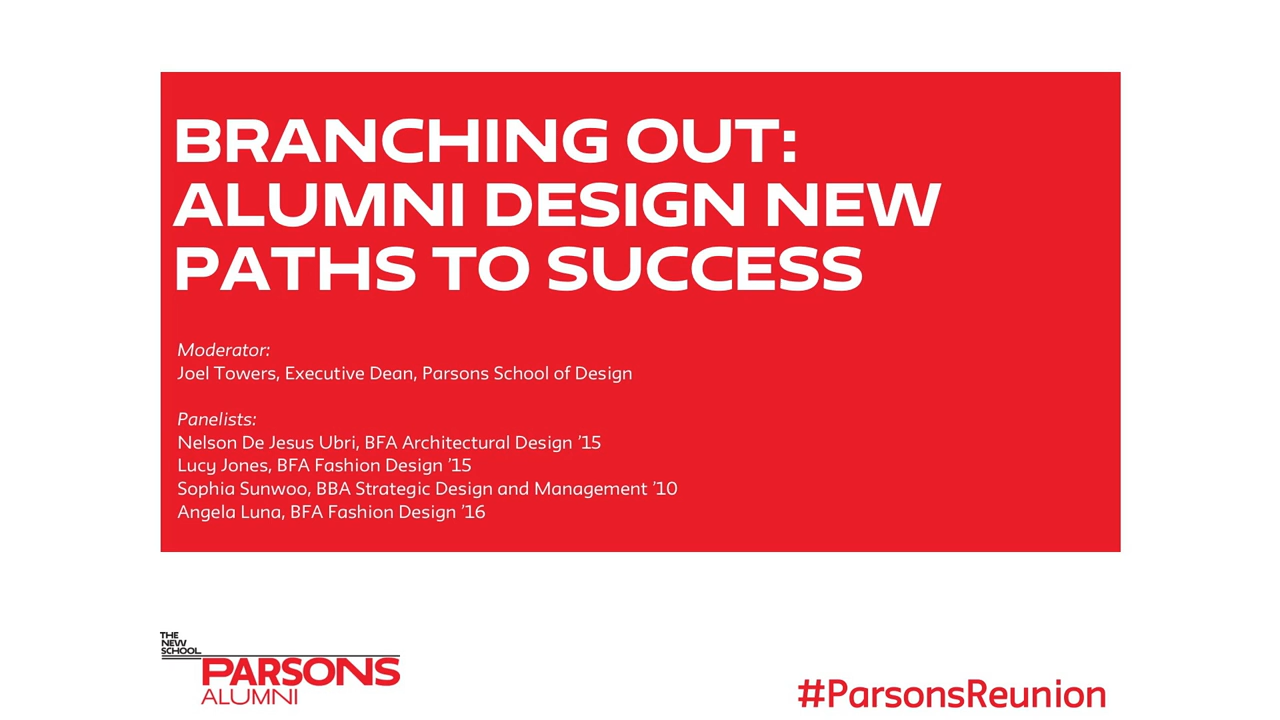 BRANCHING OUT:
ALUMNI DESIGN NEW
PATHS TO SUCCESS
Moderator:
Joel Towers, Executive Dean, Parsons School of Design
Panelists:
Nelson De Jesus Ubri, BFA Architectural Design ’15
Lucy Jones, BFA Fashion Design ’15
Sophia Sunwoo, BBA Strategic Design and Management ’10
Angela Luna, BFA Fashion Design ’16
THE
NEW
SCHOOL
PARSONS
ALUMNI
#ParsonsReunion